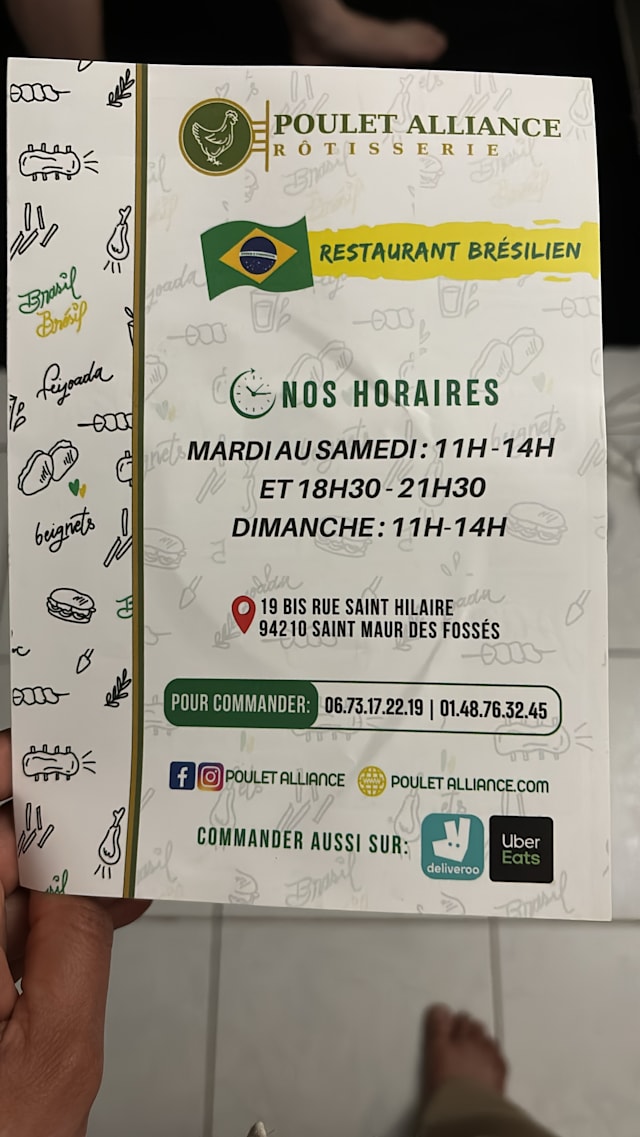 POULET ALLIANCE
RÔTISSERIE
RESTAURANT BRÉSILIEN
Brasil
Brésil
feijoada
beignets
NOS HORAIRES
MARDI AU SAMEDI : 11H - 14H
ET 18H30 - 21H30
DIMANCHE : 11H-14H
19 BIS RUE SAINT HILAIRE
94210 SAINT MAUR DES FOSSÉS
POUR COMMANDER: 06.73.17.22.19 | 01.48.76.32.45
POULET ALLIANCE
WWW
POULET ALLIANCE.com
COMMANDER AUSSI SUR:
deliveroo
Uber
Eats